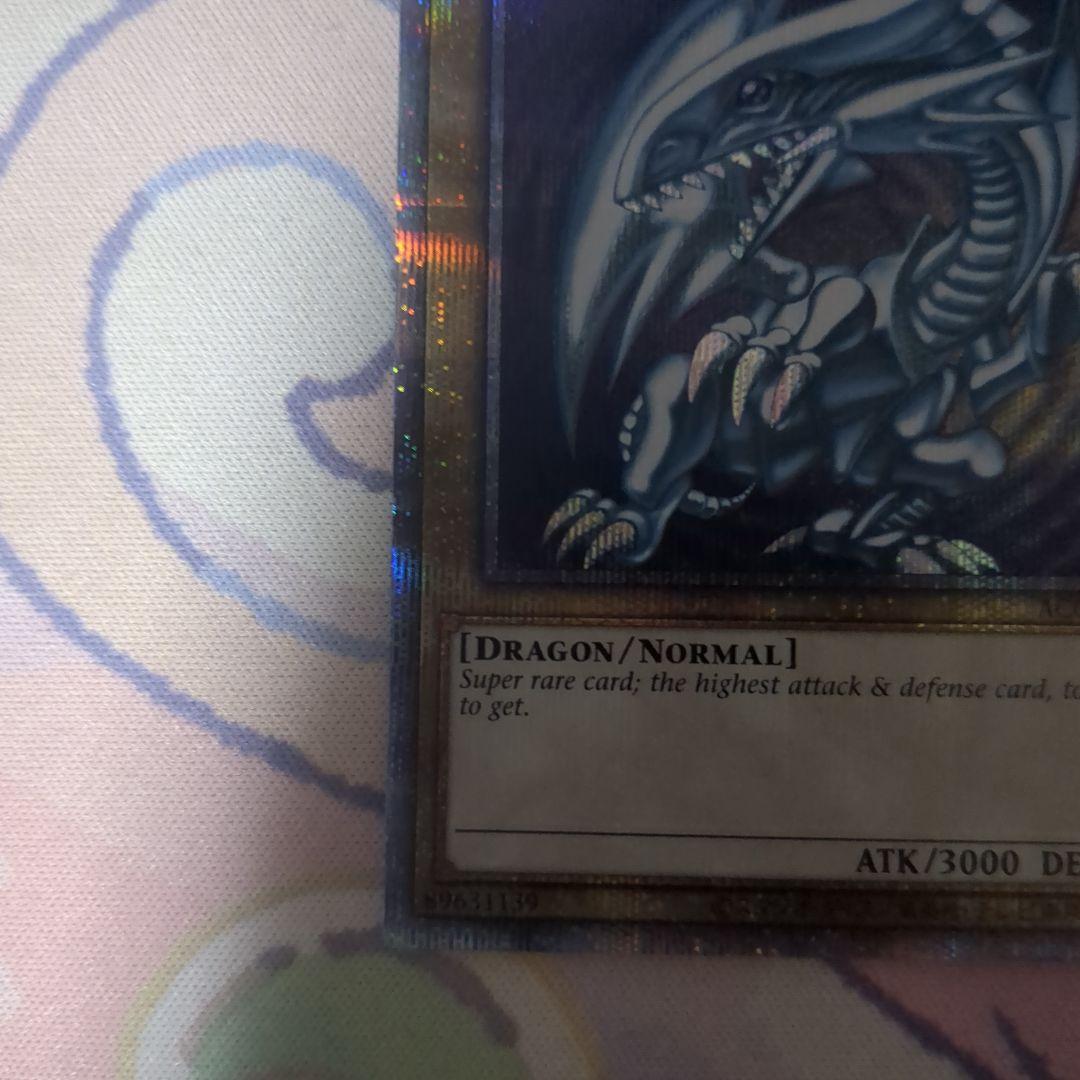 [DRAGON/NORMAL]
Super rare card; the highest attack & defense card,
to get.
ATK/3000
89631139